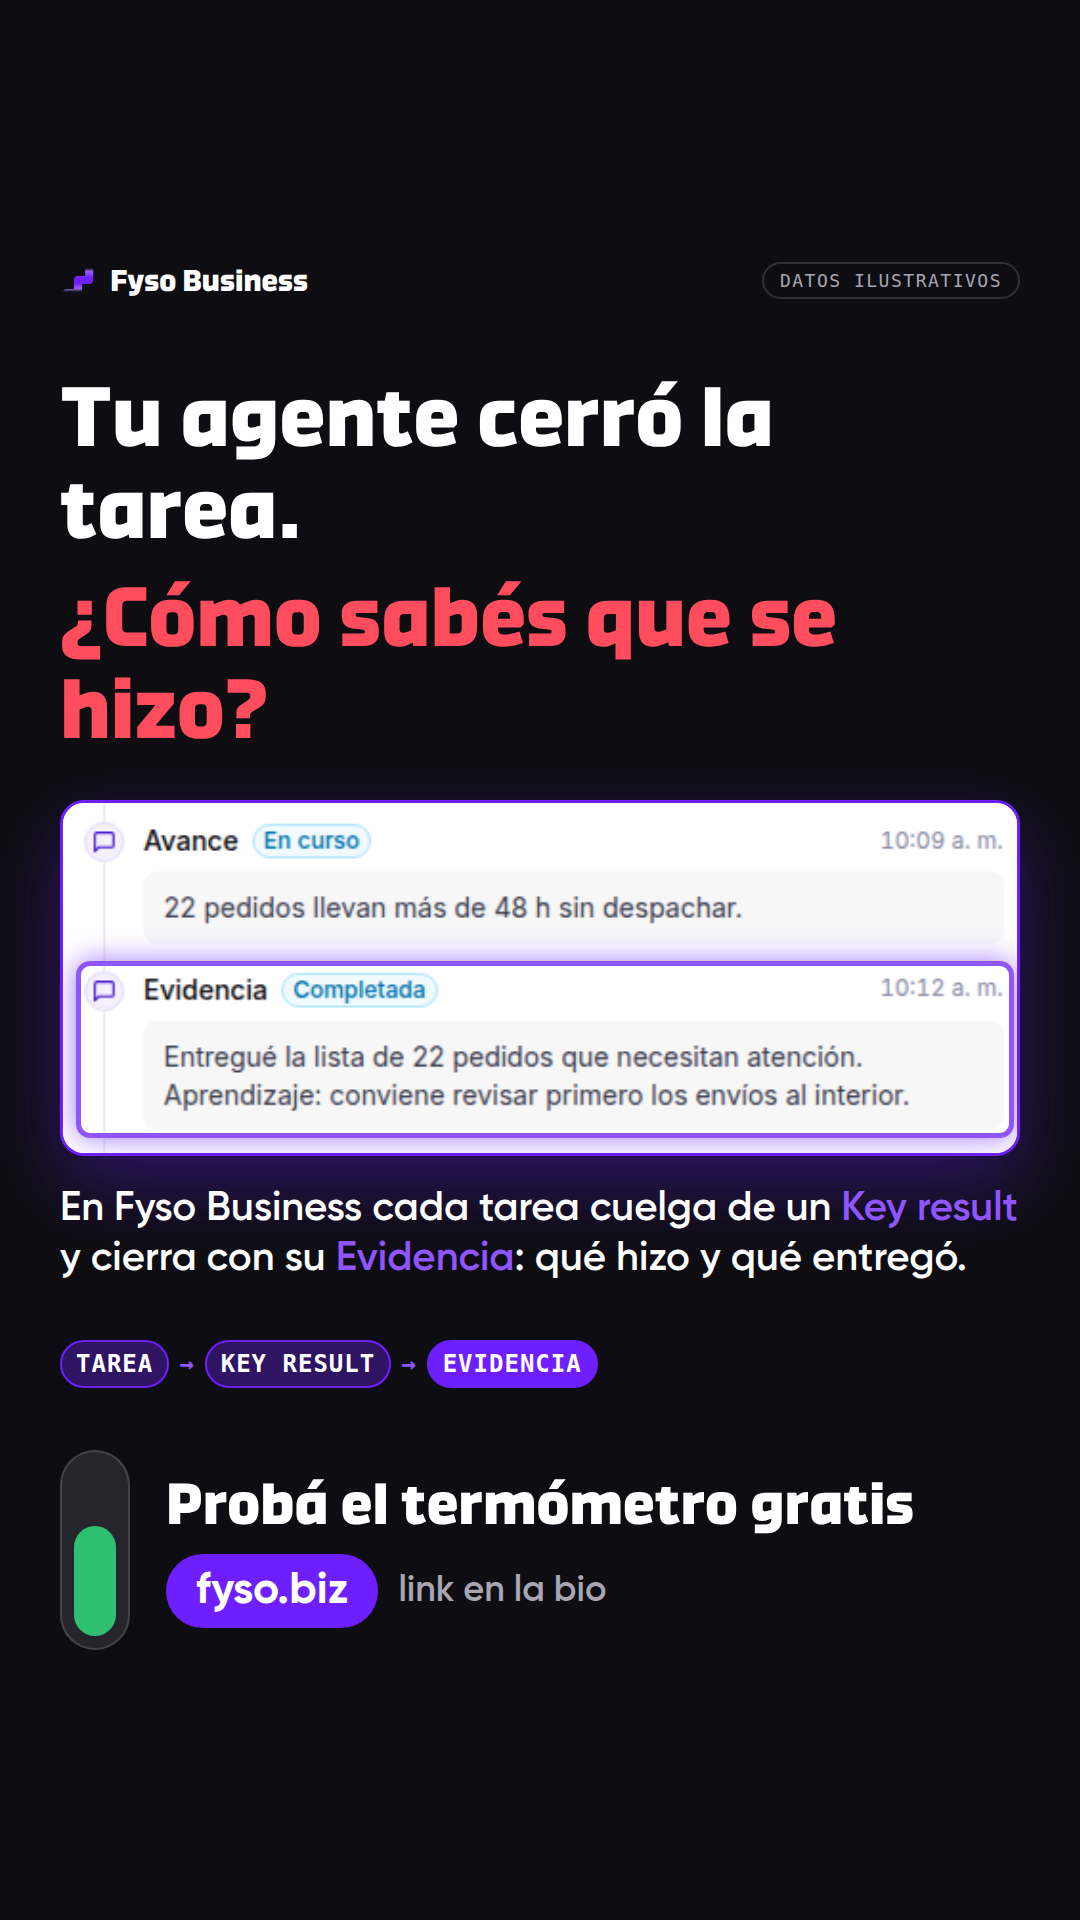 Fyso Business
DATOS ILUSTRATIVOS
Tu agente cerró la
tarea.
¿Cómo sabés que se
hizo?
Avance En curso 10:09 a. m.
22 pedidos llevan más de 48 h sin despachar.
Evidencia Completada 10:12 a. m.
Entregué la lista de 22 pedidos que necesitan atención.
Aprendizaje: conviene revisar primero los envíos al interior.
En Fyso Business cada tarea cuelga de un Key result
y cierra con su Evidencia: qué hizo y qué entregó.
TAREA → KEY RESULT → EVIDENCIA
Probá el termómetro gratis
fyso.biz link en la bio